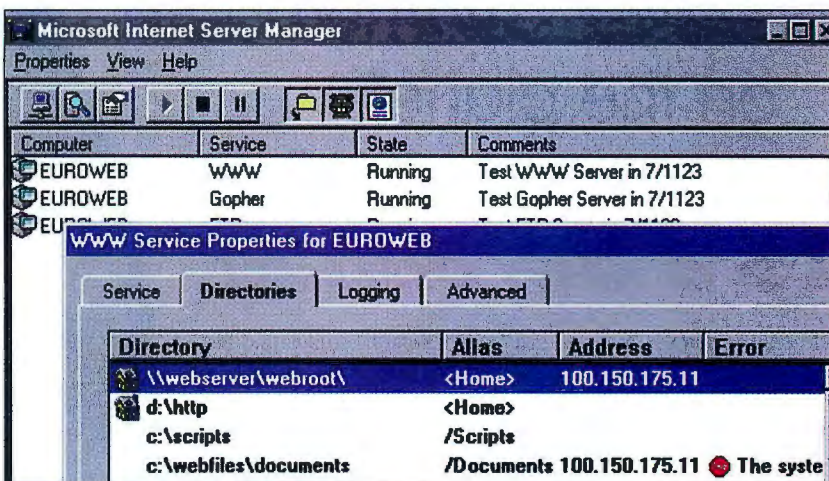 Microsoft Internet Server Manager
Properties View Help
Computer Service State Comments
EUROWEB WWW Running Test WWW Server in 7/1123
EUROWEB Gopher Running Test Gopher Server in 7/1123
WWW Service Properties for EUROWEB
Service Directories Logging Advanced
Directory Alias Address Error
\\webserver\webroot\ <Home> 100.150.175.11
d:\http <Home>
c:\scripts /Scripts
c:\webfiles\documents /Documents 100.150.175.11 The syste